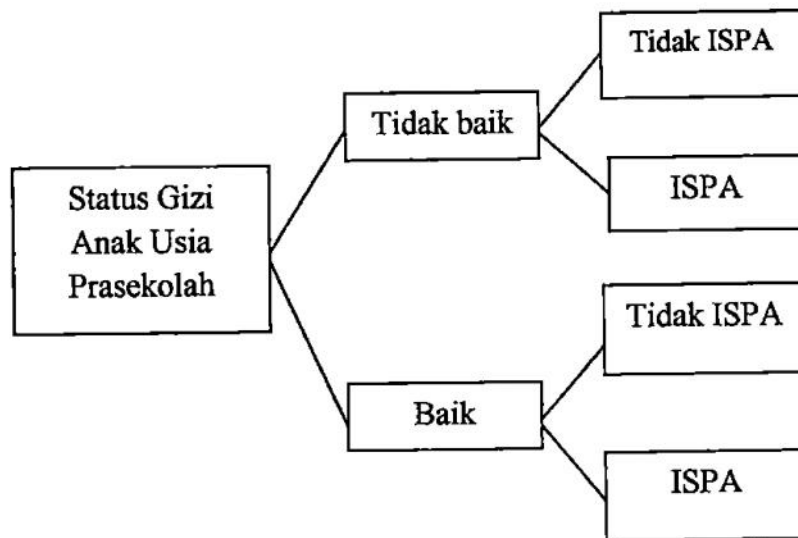 Status Gizi
Anak Usia
Prasekolah
Tidak baik
Tidak ISPA
ISPA
Baik
Tidak ISPA
ISPA